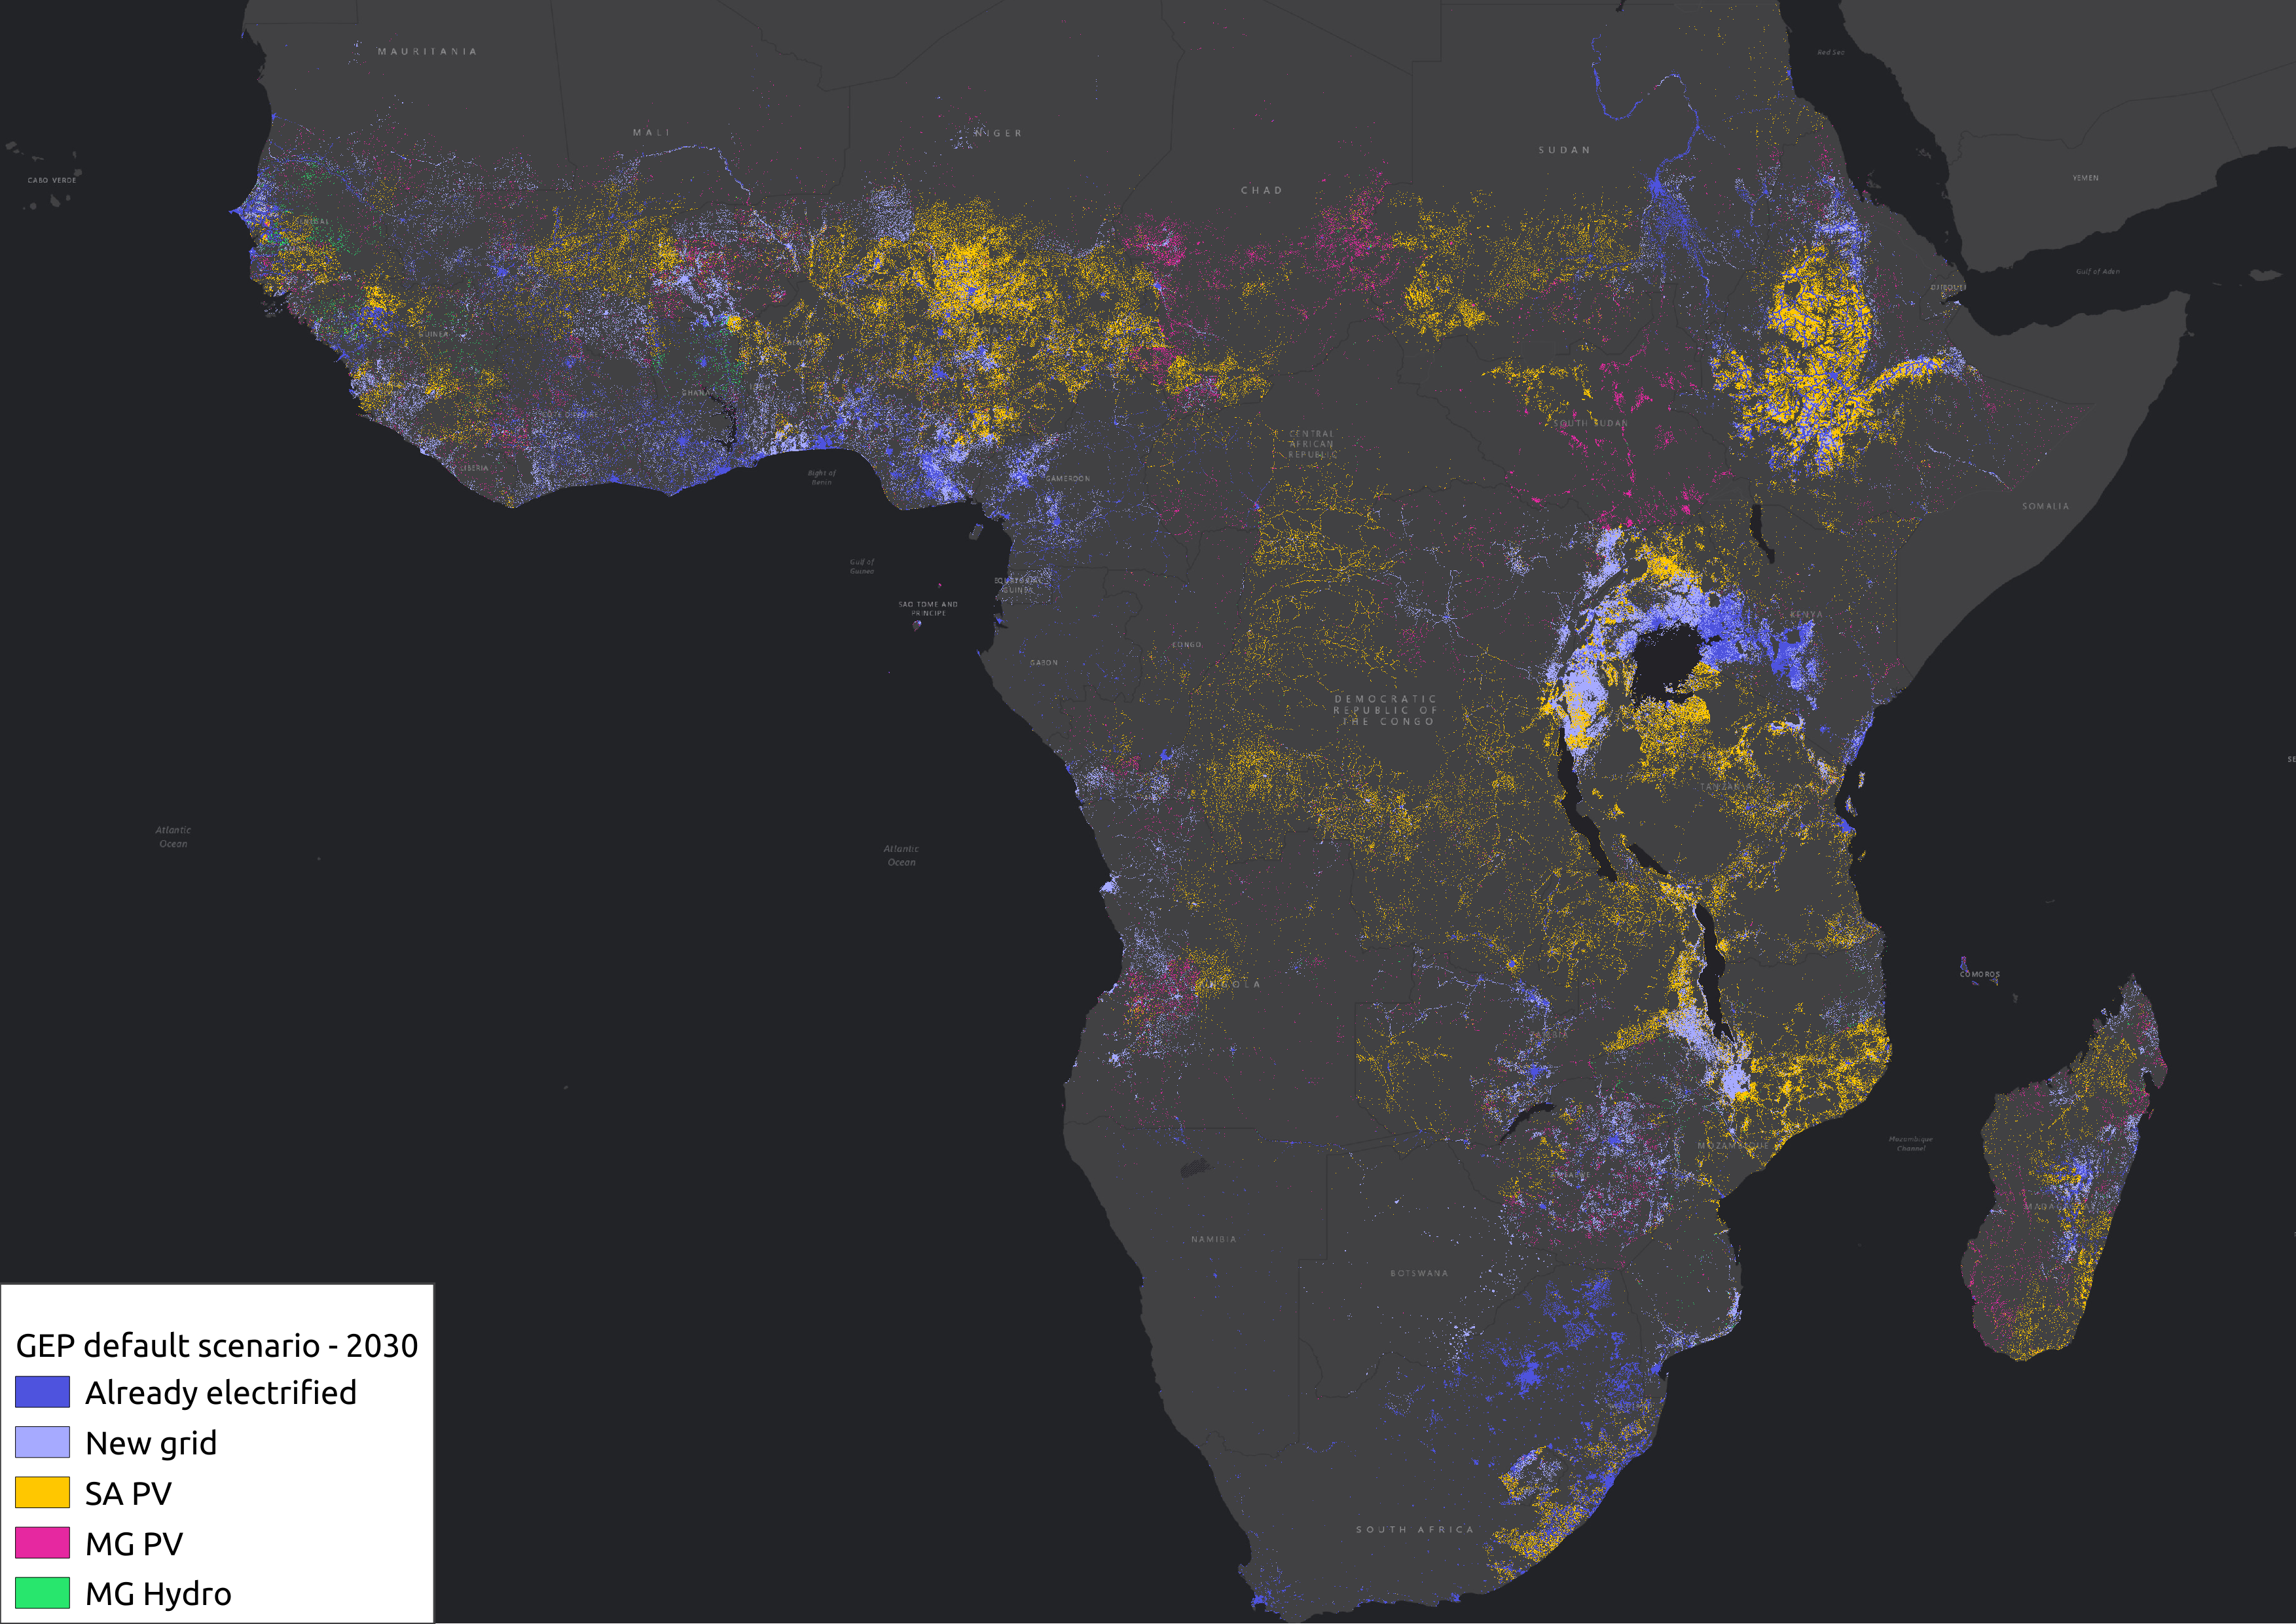 MAURITANIA
Red Sea
MALI
NIGER
SUDAN
CHAD
CABO VERDE
YEMEN
Gulf of Aden
DJIBOUTI
GUINEA
GHANA
CÔTE D'IVOIRE
SOUTH SUDAN
CENTRAL
AFRICAN
REPUBLIC
LIBERIA
Bight of
Benin
CAMEROON
SOMALIA
Gulf of
Guinea
EQUATORIAL
GUINEA
SAO TOME AND
PRINCIPE
KENYA
CONGO
GABON
DEMOCRATIC
REPUBLIC OF
THE CONGO
Atlantic
Ocean
Atlantic
Ocean
COMOROS
Mozambique
Channel
NAMIBIA
BOTSWANA
SOUTH AFRICA
GEP default scenario - 2030
Already electrified
New grid
SA PV
MG PV
MG Hydro